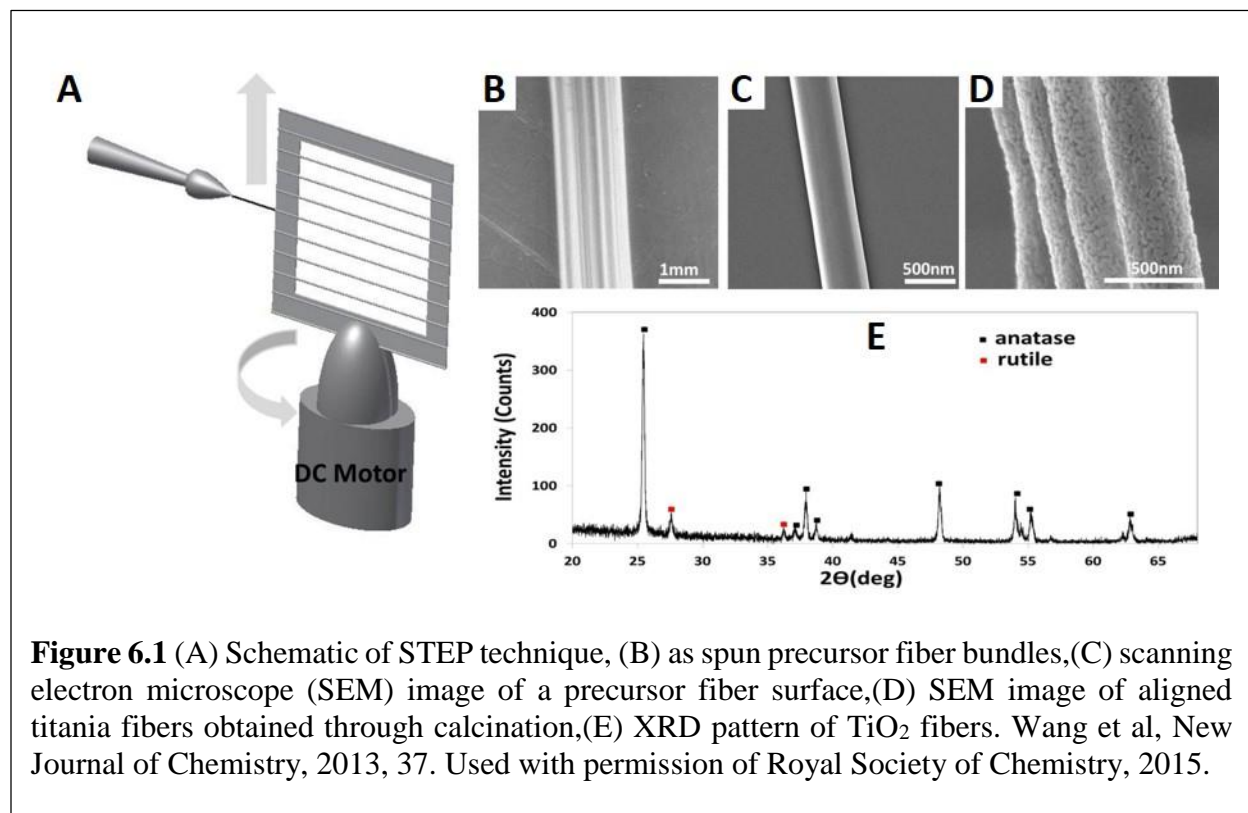 A
B
C
D
DC Motor
1mm
500nm
500nm
E
anatase
rutile
Intensity (Counts)
400
300
200
100
0
20
25
30
35
40
45
50
55
60
65
2Θ(deg)
Figure 6.1 (A) Schematic of STEP technique, (B) as spun precursor fiber bundles,(C) scanning
electron microscope (SEM) image of a precursor fiber surface,(D) SEM image of aligned
titania fibers obtained through calcination,(E) XRD pattern of TiO₂ fibers. Wang et al, New
Journal of Chemistry, 2013, 37. Used with permission of Royal Society of Chemistry, 2015.